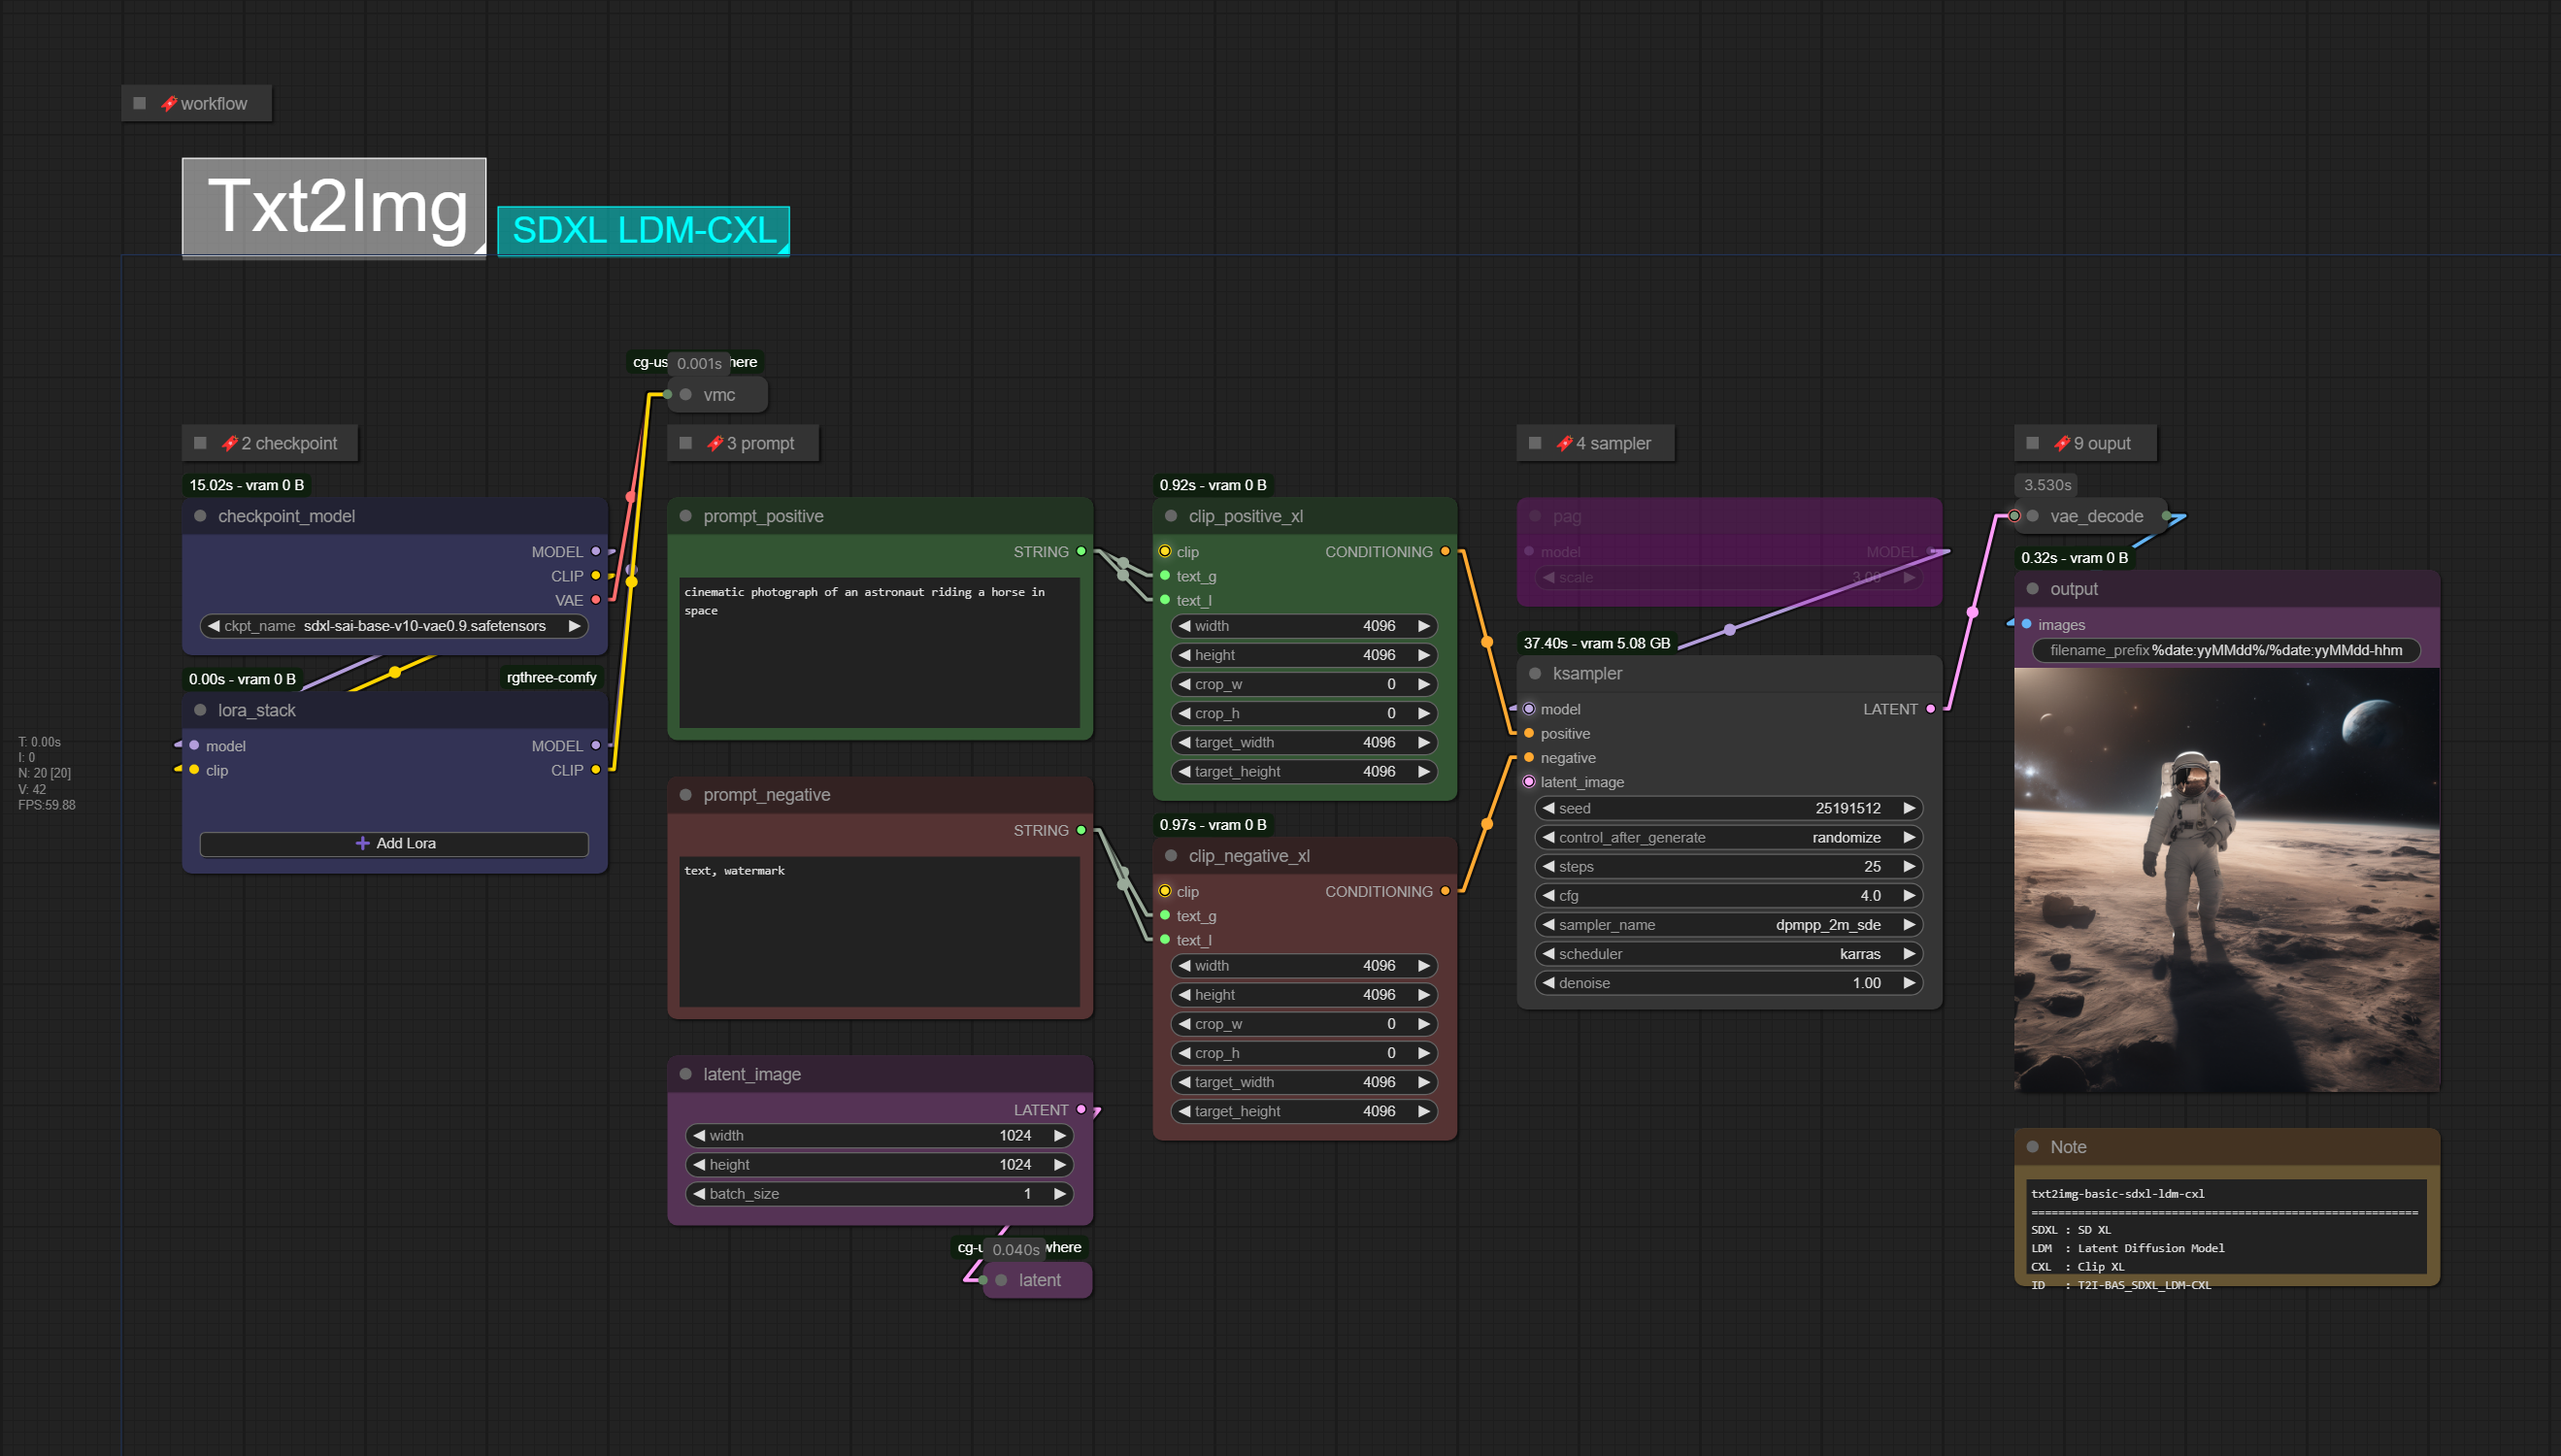 workflow
Txt2Img
SDXL LDM-CXL
cg-us
0.001s
here
vmc
2 checkpoint
15.02s - vram 0 B
checkpoint_model
MODEL
CLIP
VAE
ckpt_name sdxl-sai-base-v10-vae0.9.safetensors
0.00s - vram 0 B
rgthree-comfy
lora_stack
model MODEL
clip CLIP
Add Lora
T: 0.00s
I: 0
N: 20 [20]
V: 42
FPS:59.88
3 prompt
prompt_positive
STRING
cinematic photograph of an astronaut riding a horse in
space
prompt_negative
STRING
text, watermark
latent_image
LATENT
width 1024
height 1024
batch_size 1
cg-u
0.040s
where
latent
0.92s - vram 0 B
clip_positive_xl
clip CONDITIONING
text_g
text_l
width 4096
height 4096
crop_w 0
crop_h 0
target_width 4096
target_height 4096
0.97s - vram 0 B
clip_negative_xl
clip CONDITIONING
text_g
text_l
width 4096
height 4096
crop_w 0
crop_h 0
target_width 4096
target_height 4096
4 sampler
pag
model MODEL
scale 3.00
37.40s - vram 5.08 GB
ksampler
model LATENT
positive
negative
latent_image
seed 25191512
control_after_generate randomize
steps 25
cfg 4.0
sampler_name dpmpp_2m_sde
scheduler karras
denoise 1.00
9 ouput
3.530s
vae_decode
0.32s - vram 0 B
output
images
filename_prefix %date:yyMMdd%/%date:yyMMdd-hhm
Note
txt2img-basic-sdxl-ldm-cxl
==========================================================
SDXL : SD XL
LDM : Latent Diffusion Model
CXL : Clip XL
ID : T2I-BAS_SDXL_LDM-CXL